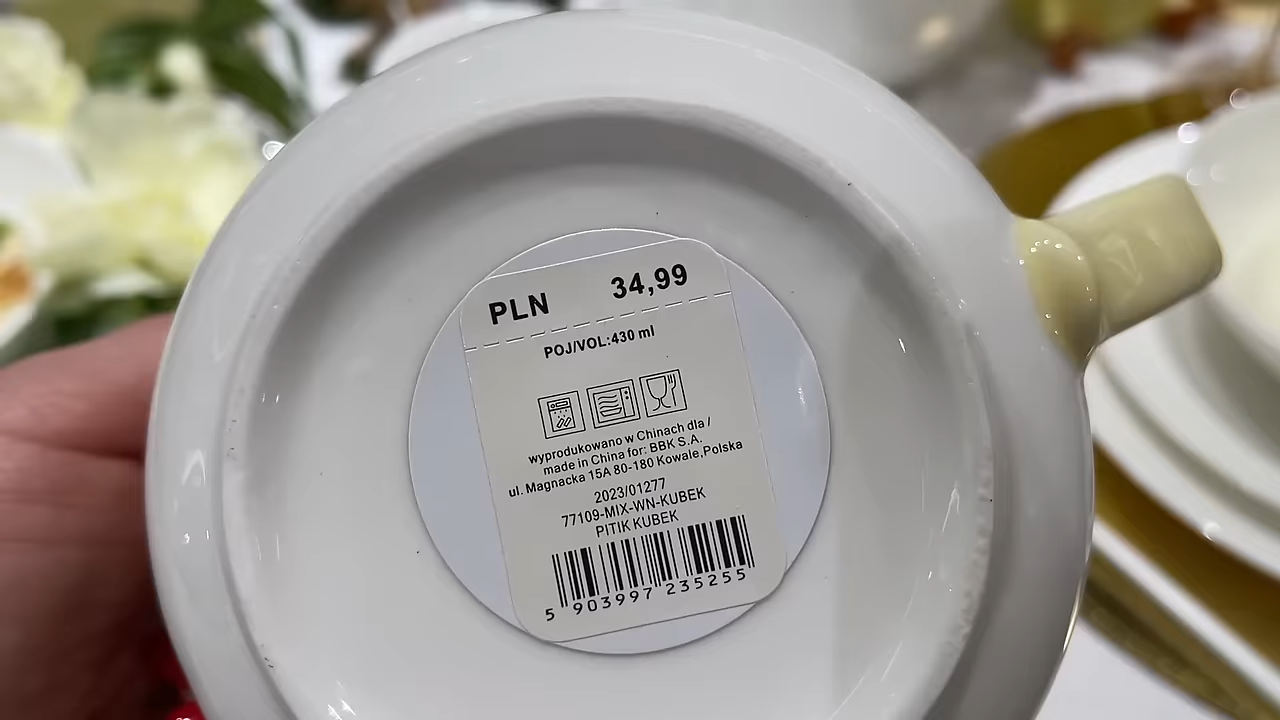 PLN 34,99
POJ/VOL:430 ml
wyprodukowano w Chinach dla /
made in China for: BBK S.A.
ul. Magnacka 15A 80-180 Kowale,Polska
2023/01277
77109-MIX-WN-KUBEK
PITIK KUBEK
5 903997 235255